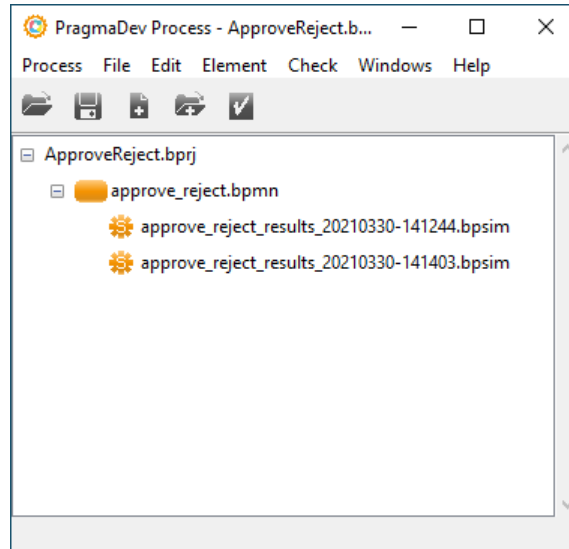 PragmaDev Process - ApproveReject.b...
Process File Edit Element Check Windows Help
ApproveReject.bprj
approve_reject.bpmn
approve_reject_results_20210330-141244.bpsim
approve_reject_results_20210330-141403.bpsim